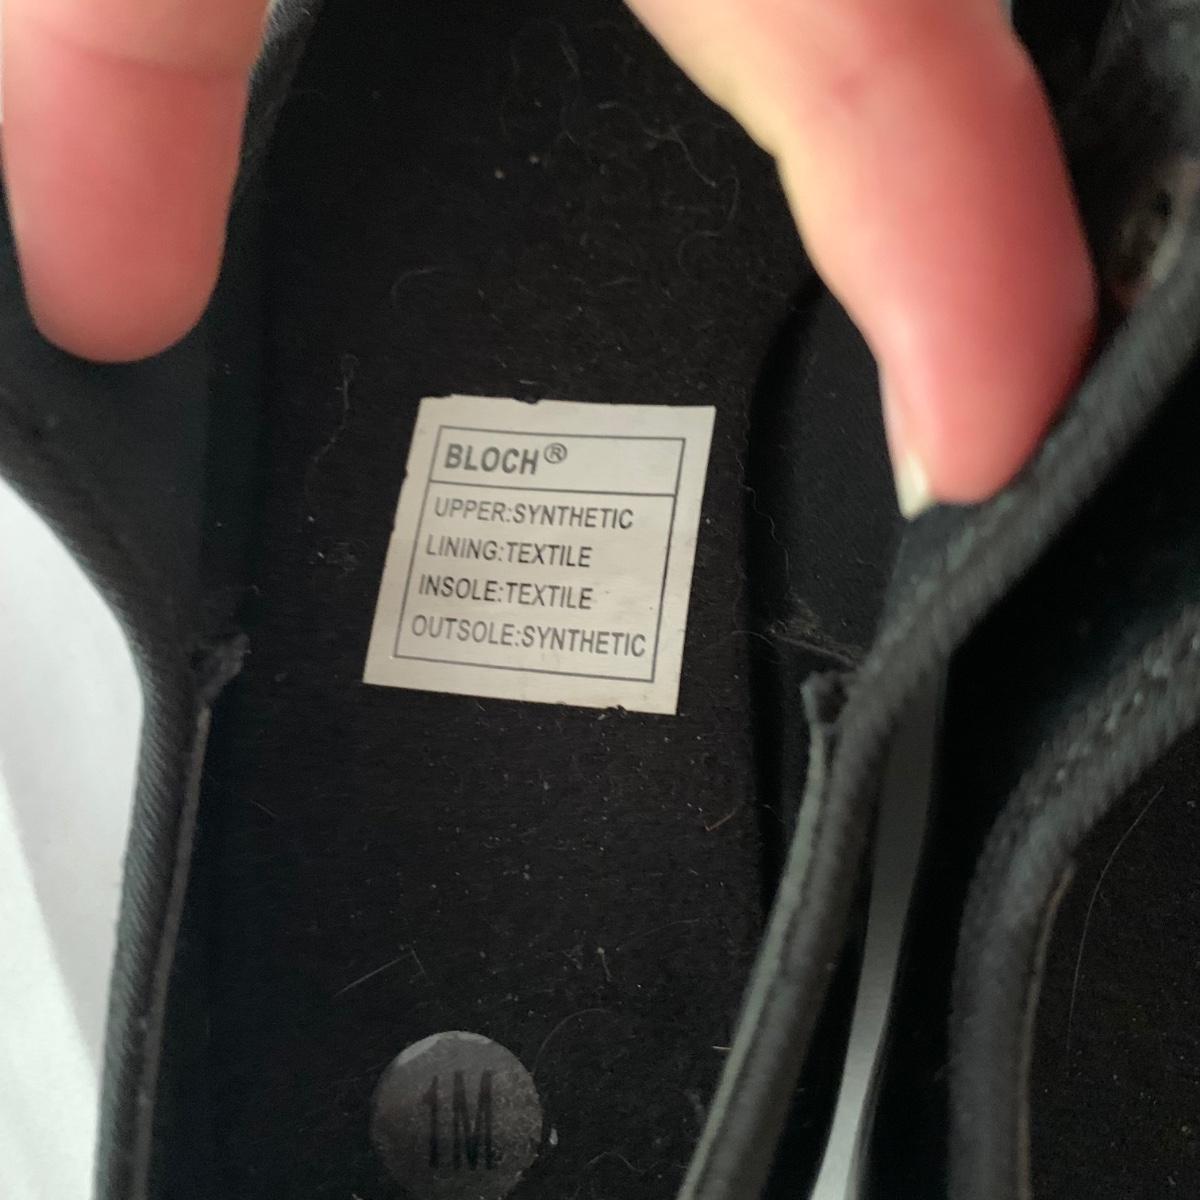 BLOCH®
UPPER:SYNTHETIC
LINING:TEXTILE
INSOLE:TEXTILE
OUTSOLE:SYNTHETIC
1M